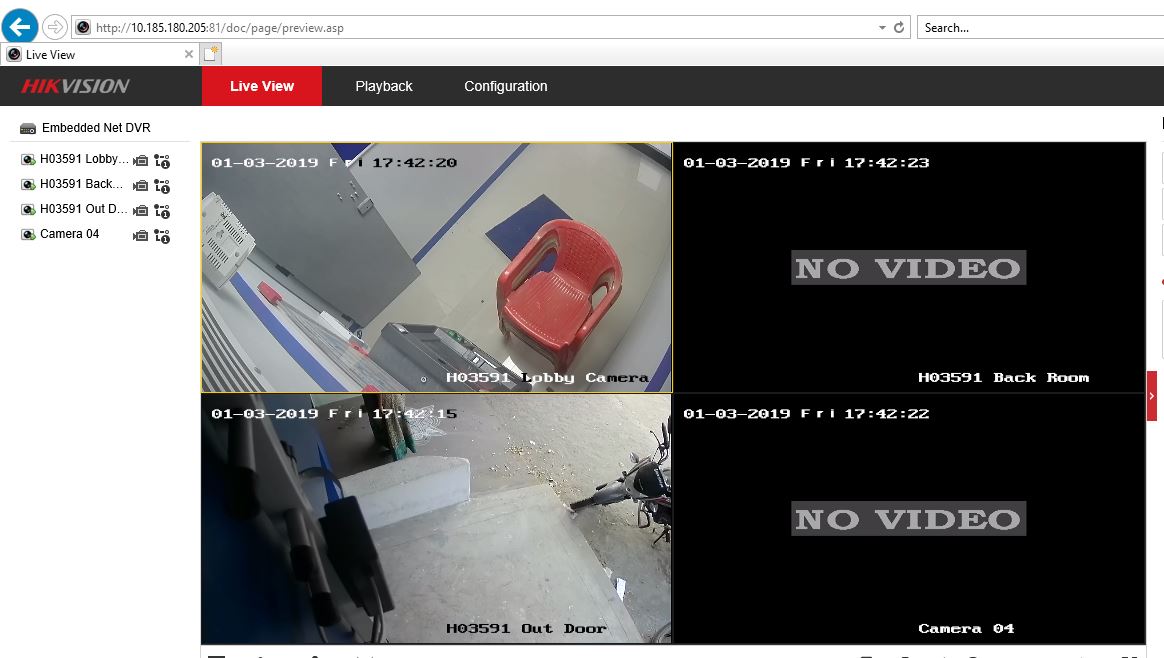 http://10.185.180.205:81/doc/page/preview.asp
Search...
Live View
HIKVISION
Live View
Playback
Configuration
Embedded Net DVR
H03591 Lobby...
H03591 Back...
H03591 Out D...
Camera 04
01-03-2019 Fri 17:42:20
H03591 Lobby Camera
01-03-2019 Fri 17:42:23
NO VIDEO
H03591 Back Room
01-03-2019 Fri 17:42:15
H03591 Out Door
01-03-2019 Fri 17:42:22
NO VIDEO
Camera 04